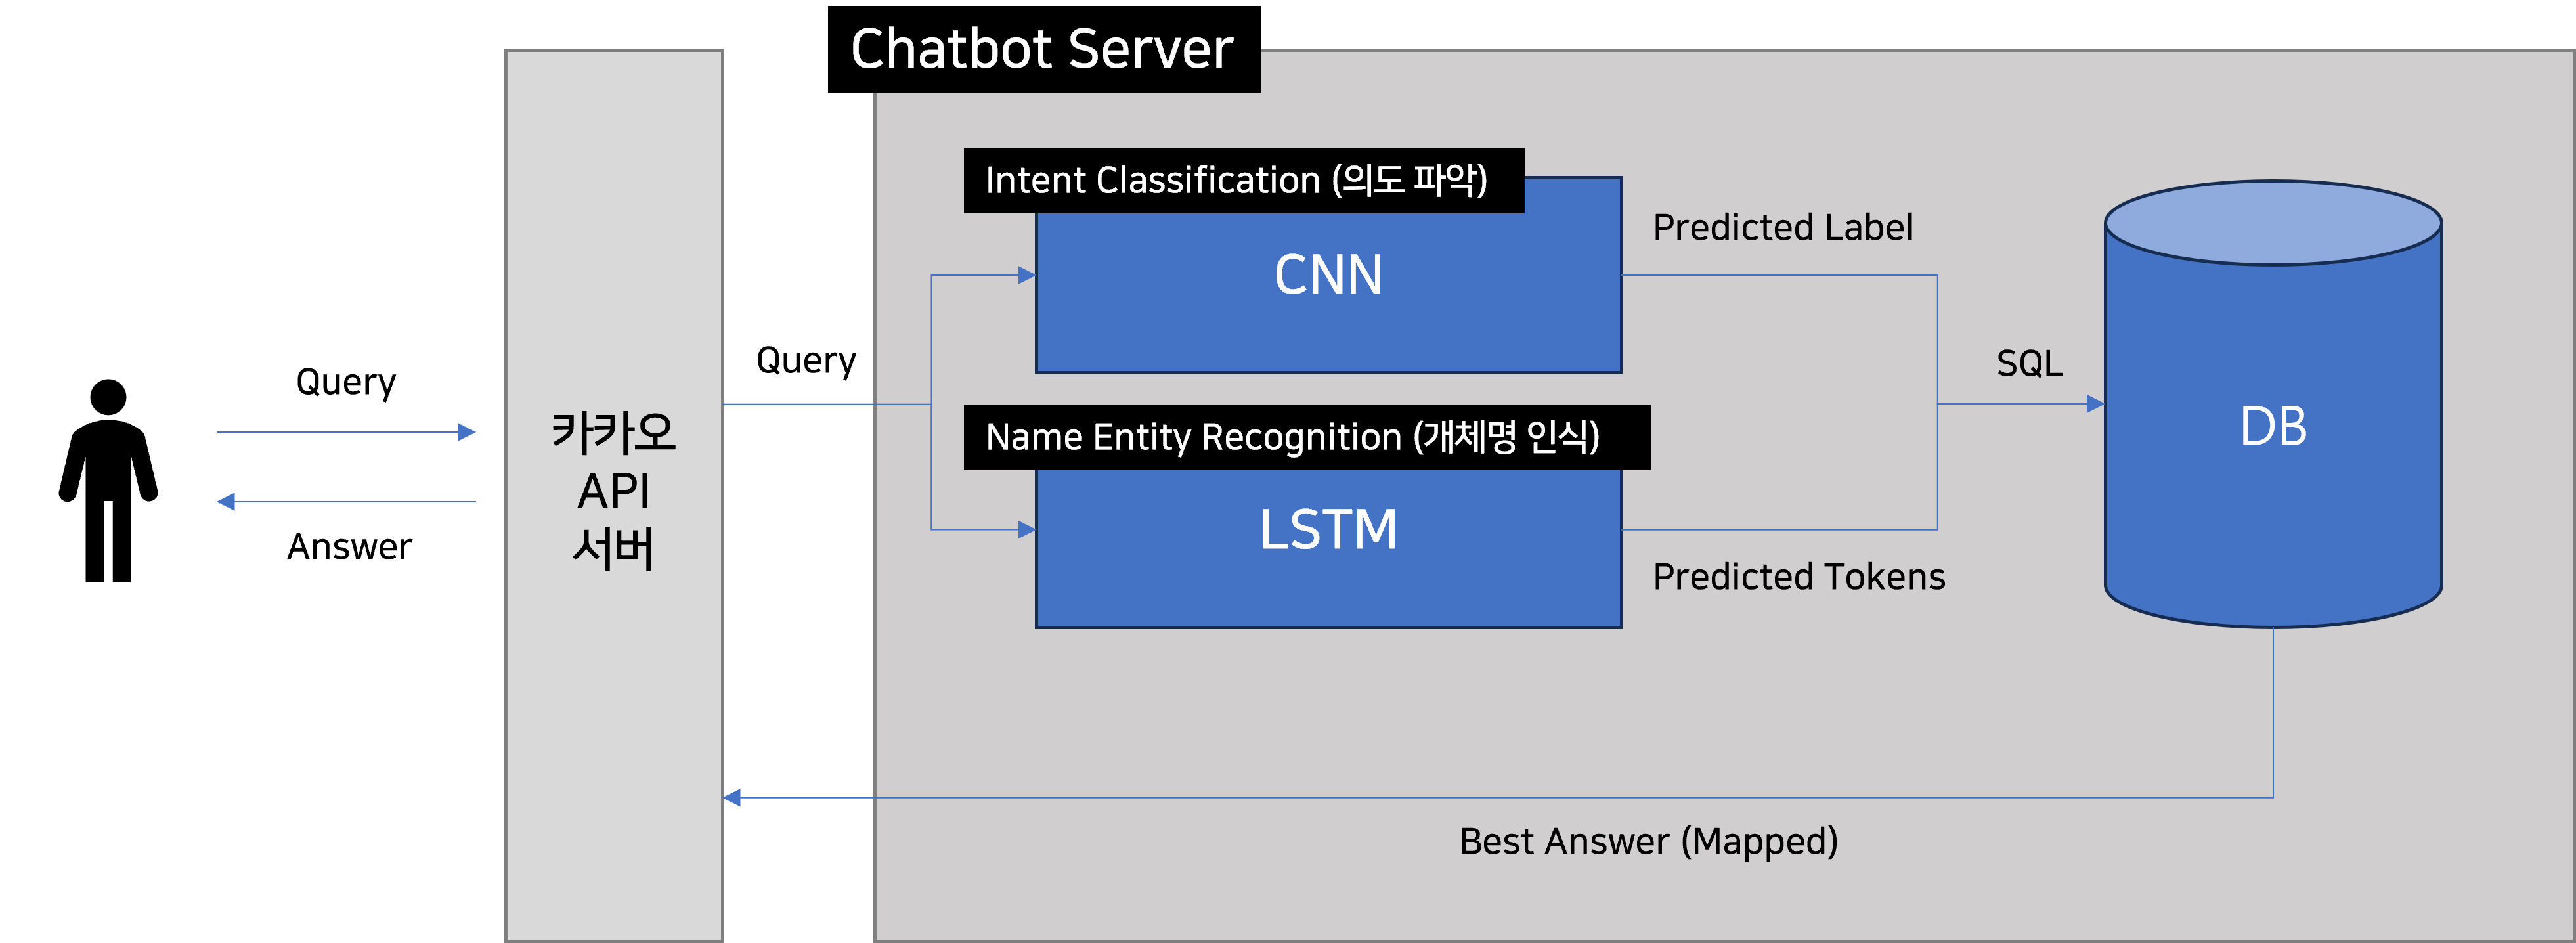 Chatbot Server
Intent Classification (의도 파악)
CNN
Predicted Label
Query
Query
SQL
카카오
API
서버
Name Entity Recognition (개체명 인식)
DB
LSTM
Answer
Predicted Tokens
Best Answer (Mapped)